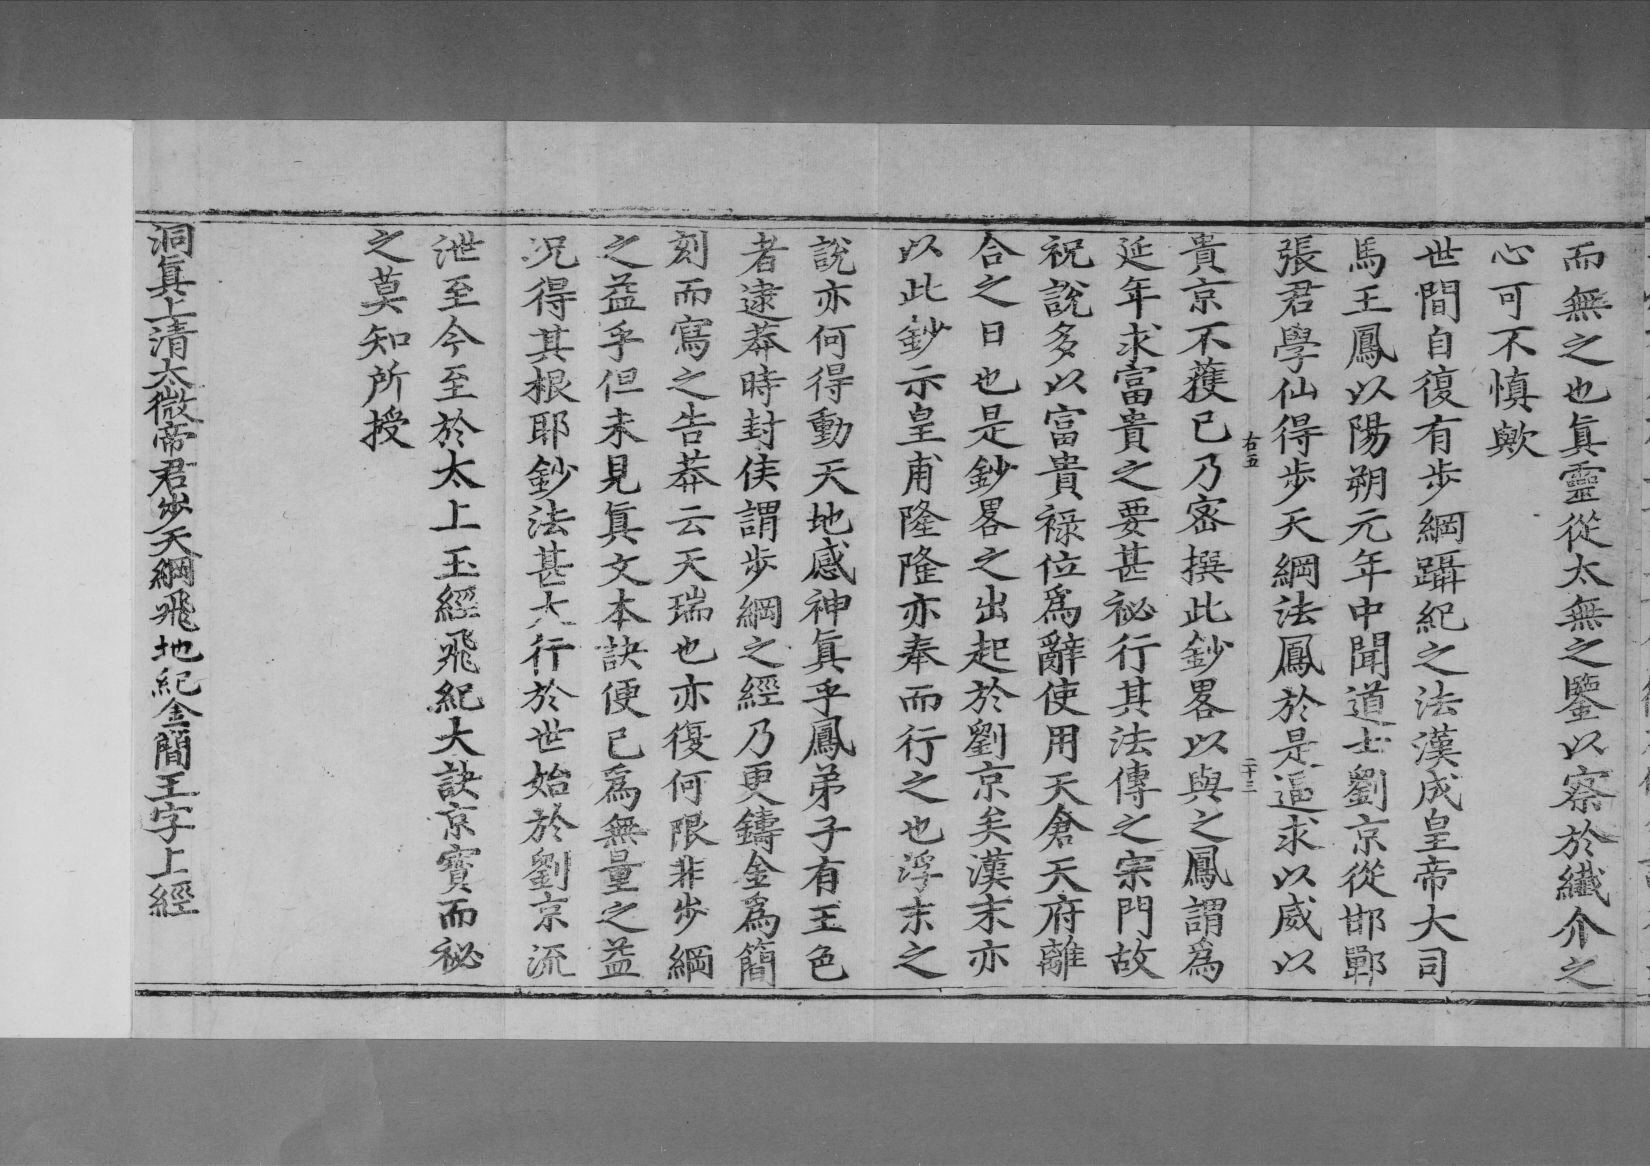 而無之也眞靈從太無之鑒以察於纖介之
心可不慎歟
世間自復有步綱躡紀之法漢成皇帝大司
馬王鳳以陽朔元年中聞道士劉京從邯鄲
張君學仙得步天綱法鳳於是逼求以威以
右五
二十三
貴京不獲已乃密撰此鈔畧以與之鳳謂爲
延年求富貴之要甚祕行其法傳之宗門故
祝說多以富貴祿位爲辭使用天倉天府離
合之日也是鈔畧之出起於劉京矣漢末亦
以此鈔示皇甫隆隆亦奉而行之也浮末之
說亦何得動天地感神眞乎鳳弟子有王色
者逮莽時封侯謂步綱之經乃更鑄金爲簡
刻而寫之告莽云天瑞也亦復何限非步綱
之益乎但未見眞文本訣便已爲無量之益
况得其根耶鈔法甚大行於世始於劉京流
泄至今至於太上玉經飛紀大訣京寶而祕
之莫知所授
洞眞上清太微帝君步天綱飛地紀金簡玉字上經